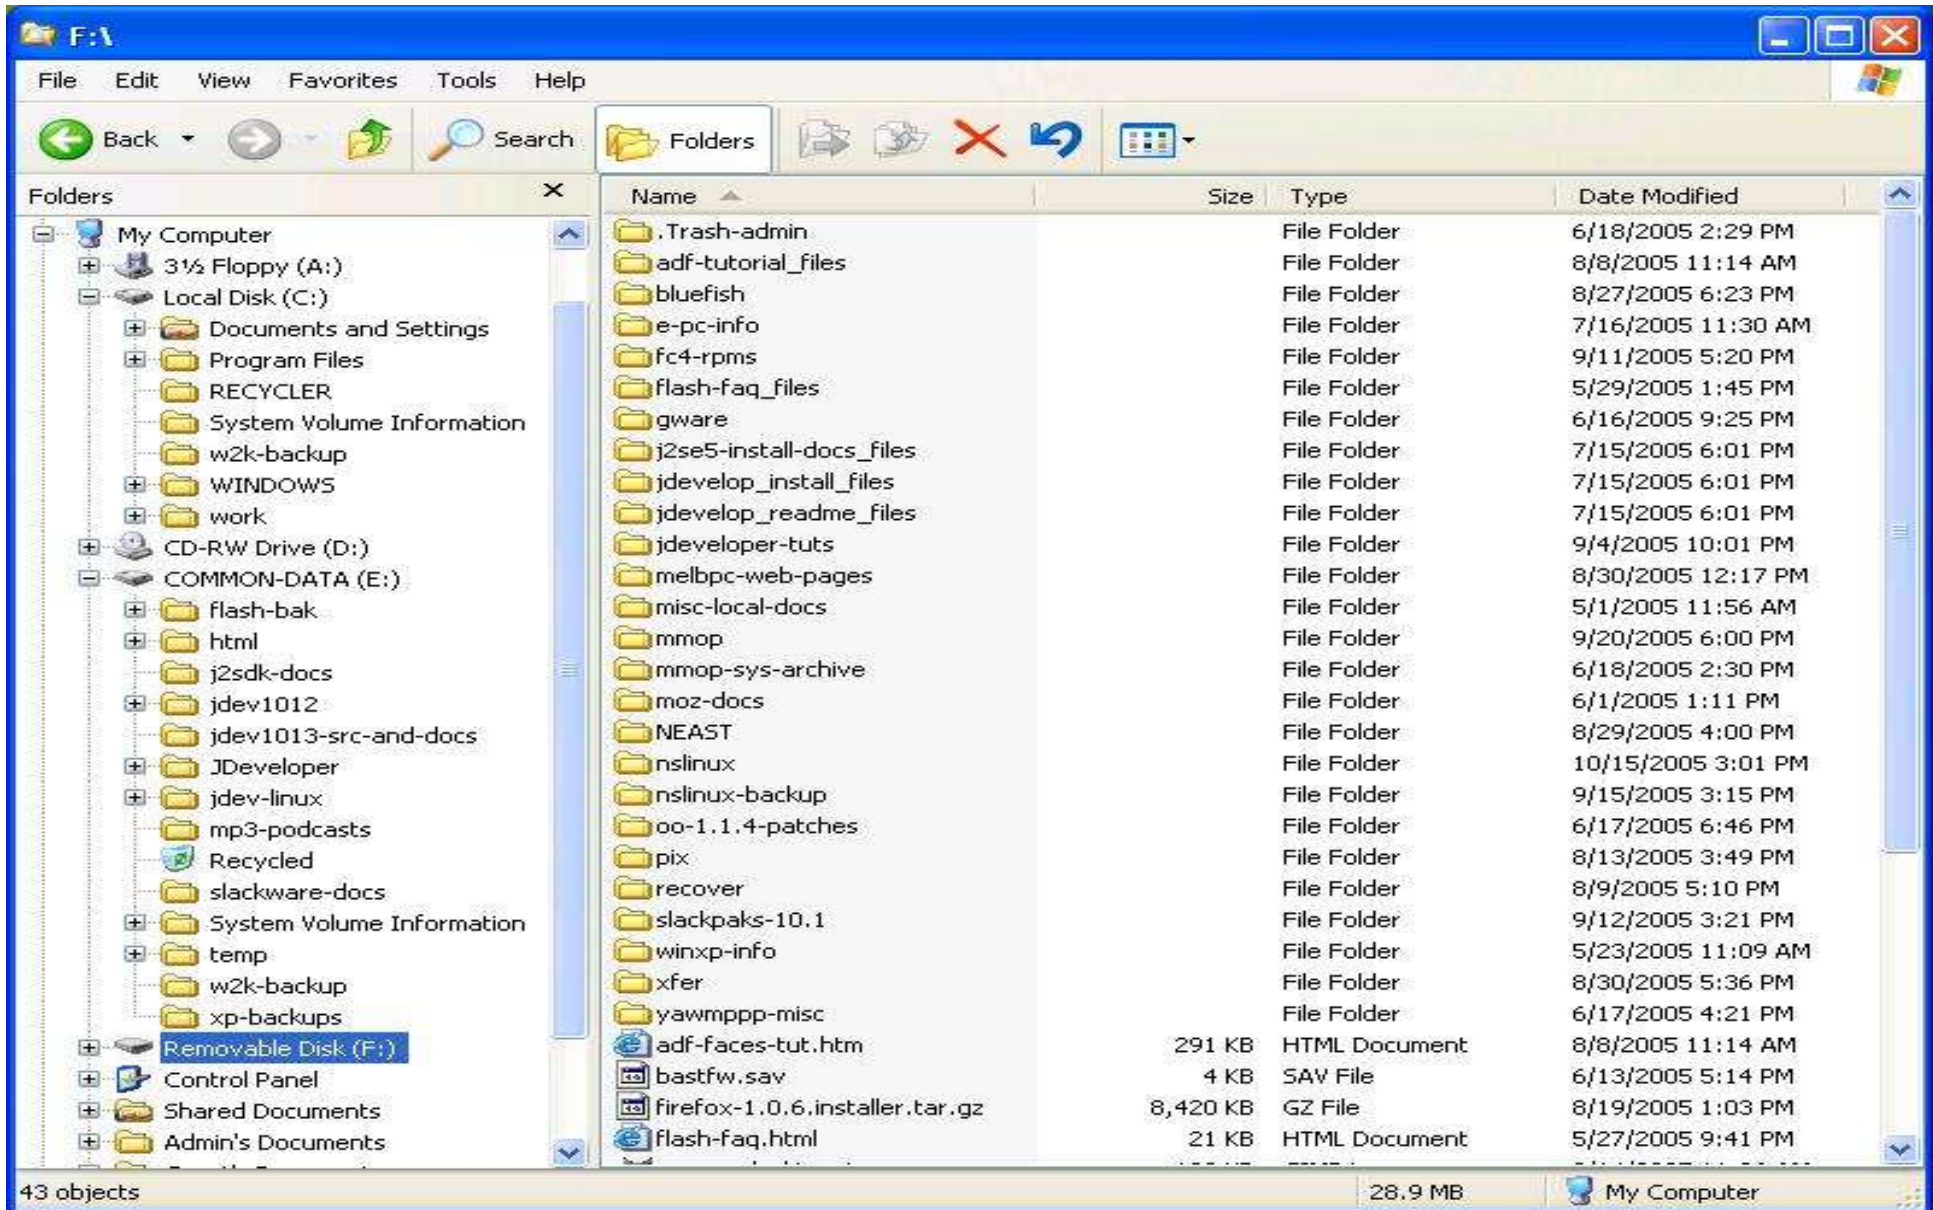 F:\
File Edit View Favorites Tools Help
Back Search Folders
Folders
My Computer
3½ Floppy (A:)
Local Disk (C:)
Documents and Settings
Program Files
RECYCLER
System Volume Information
w2k-backup
WINDOWS
work
CD-RW Drive (D:)
COMMON-DATA (E:)
flash-bak
html
j2sdk-docs
jdev1012
jdev1013-src-and-docs
JDeveloper
jdev-linux
mp3-podcasts
Recycled
slackware-docs
System Volume Information
temp
w2k-backup
xp-backups
Removable Disk (F:)
Control Panel
Shared Documents
Admin's Documents
Name Size Type Date Modified
.Trash-admin File Folder 6/18/2005 2:29 PM
adf-tutorial_files File Folder 8/8/2005 11:14 AM
bluefish File Folder 8/27/2005 6:23 PM
e-pc-info File Folder 7/16/2005 11:30 AM
fc4-rpms File Folder 9/11/2005 5:20 PM
flash-faq_files File Folder 5/29/2005 1:45 PM
gware File Folder 6/16/2005 9:25 PM
j2se5-install-docs_files File Folder 7/15/2005 6:01 PM
jdevelop_install_files File Folder 7/15/2005 6:01 PM
jdevelop_readme_files File Folder 7/15/2005 6:01 PM
jdeveloper-tuts File Folder 9/4/2005 10:01 PM
melbpc-web-pages File Folder 8/30/2005 12:17 PM
misc-local-docs File Folder 5/1/2005 11:56 AM
mmop File Folder 9/20/2005 6:00 PM
mmop-sys-archive File Folder 6/18/2005 2:30 PM
moz-docs File Folder 6/1/2005 1:11 PM
NEAST File Folder 8/29/2005 4:00 PM
nslinux File Folder 10/15/2005 3:01 PM
nslinux-backup File Folder 9/15/2005 3:15 PM
oo-1.1.4-patches File Folder 6/17/2005 6:46 PM
pix File Folder 8/13/2005 3:49 PM
recover File Folder 8/9/2005 5:10 PM
slackpaks-10.1 File Folder 9/12/2005 3:21 PM
winxp-info File Folder 5/23/2005 11:09 AM
xfer File Folder 8/30/2005 5:36 PM
yawmppp-misc File Folder 6/17/2005 4:21 PM
adf-faces-tut.htm 291 KB HTML Document 8/8/2005 11:14 AM
bastfw.sav 4 KB SAV File 6/13/2005 5:14 PM
firefox-1.0.6.installer.tar.gz 8,420 KB GZ File 8/19/2005 1:03 PM
flash-faq.html 21 KB HTML Document 5/27/2005 9:41 PM
43 objects 28.9 MB My Computer